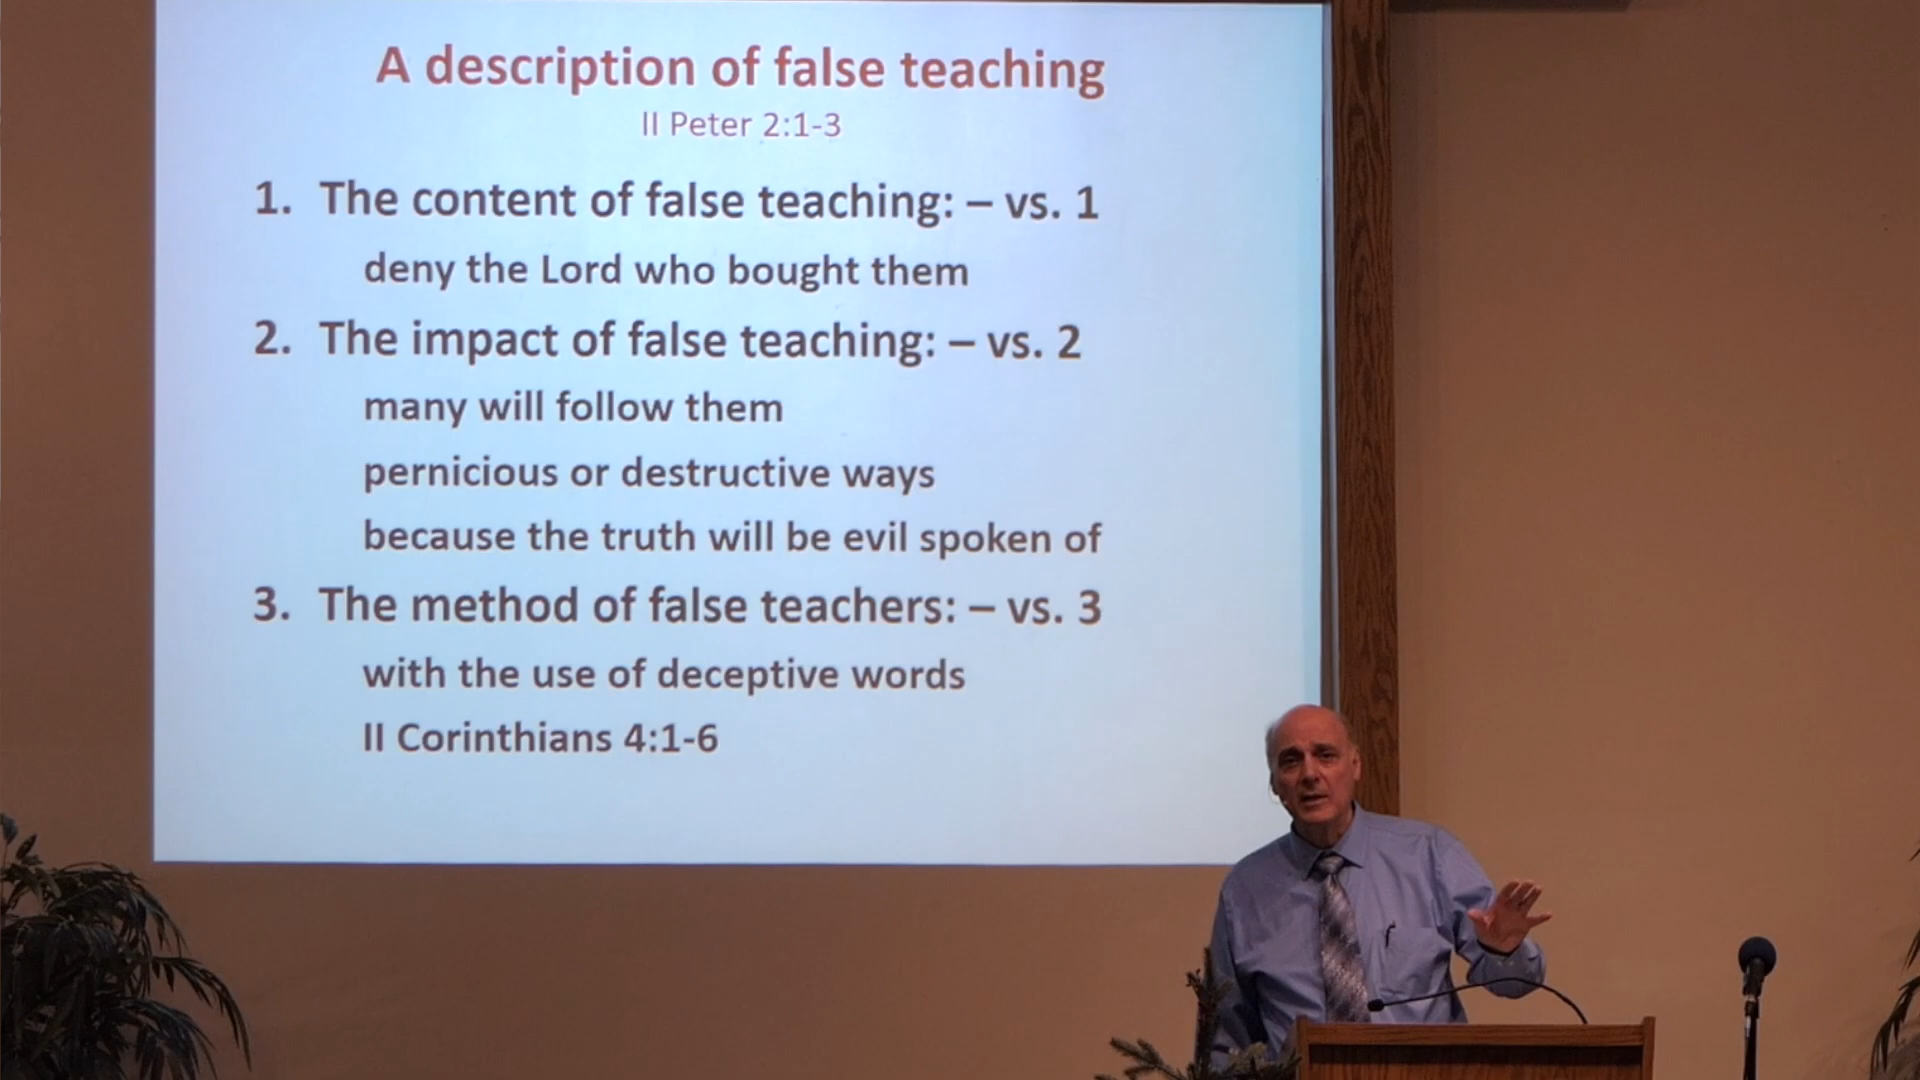 A description of false teaching
II Peter 2:1-3
1. The content of false teaching: – vs. 1
deny the Lord who bought them
2. The impact of false teaching: – vs. 2
many will follow them
pernicious or destructive ways
because the truth will be evil spoken of
3. The method of false teachers: – vs. 3
with the use of deceptive words
II Corinthians 4:1-6